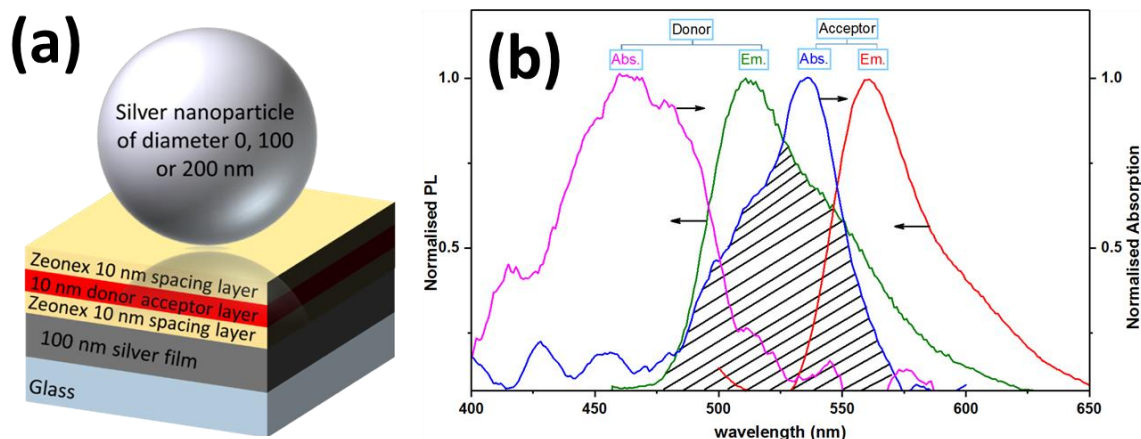 (a)
Silver nanoparticle
of diameter 0, 100
or 200 nm
Zeonex 10 nm spacing layer
10 nm donor acceptor layer
Zeonex 10 nm spacing layer
100 nm silver film
Glass
(b)
Donor
Acceptor
Abs.
Em.
Abs.
Em.
1.0
0.5
Normalised PL
1.0
0.5
Normalised Absorption
400
450
500
550
600
650
wavelength (nm)